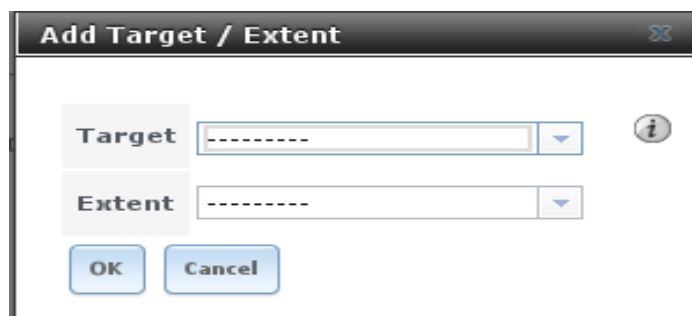 Add Target / Extent
Target ---------
Extent ---------
OK Cancel